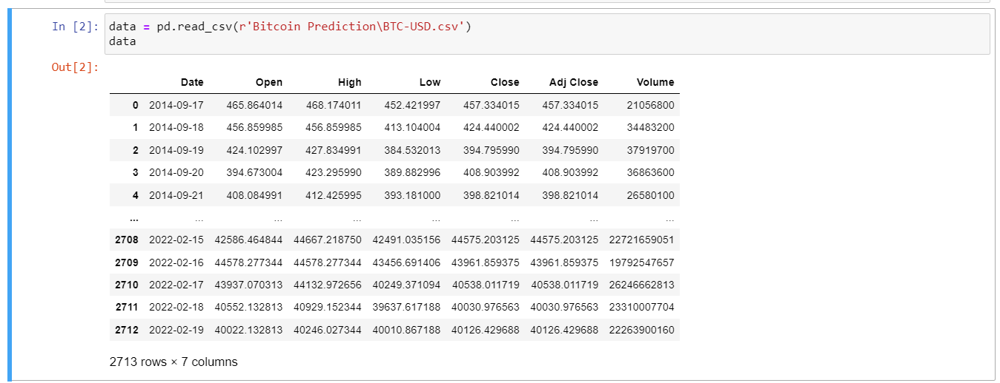 In [2]: data = pd.read_csv(r'Bitcoin Prediction\BTC-USD.csv')
data
Out[2]:
Date Open High Low Close Adj Close Volume
0 2014-09-17 465.864014 468.174011 452.421997 457.334015 457.334015 21056800
1 2014-09-18 456.859985 456.859985 413.104004 424.440002 424.440002 34483200
2 2014-09-19 424.102997 427.834991 384.532013 394.795990 394.795990 37919700
3 2014-09-20 394.673004 423.295990 389.882996 408.903992 408.903992 36863600
4 2014-09-21 408.084991 412.425995 393.181000 398.821014 398.821014 26580100
... ... ... ... ... ... ... ...
2708 2022-02-15 42586.464844 44667.218750 42491.035156 44575.203125 44575.203125 22721659051
2709 2022-02-16 44578.277344 44578.277344 43456.691406 43961.859375 43961.859375 19792547657
2710 2022-02-17 43937.070313 44132.972656 40249.371094 40538.011719 40538.011719 26246662813
2711 2022-02-18 40552.132813 40929.152344 39637.617188 40030.976563 40030.976563 23310007704
2712 2022-02-19 40022.132813 40246.027344 40010.867188 40126.429688 40126.429688 22263900160
2713 rows × 7 columns